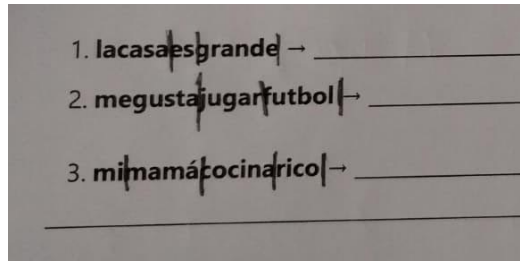 1. lacasaesgrande →
2. megustajugarfutbol →
3. mimamácocinarico →